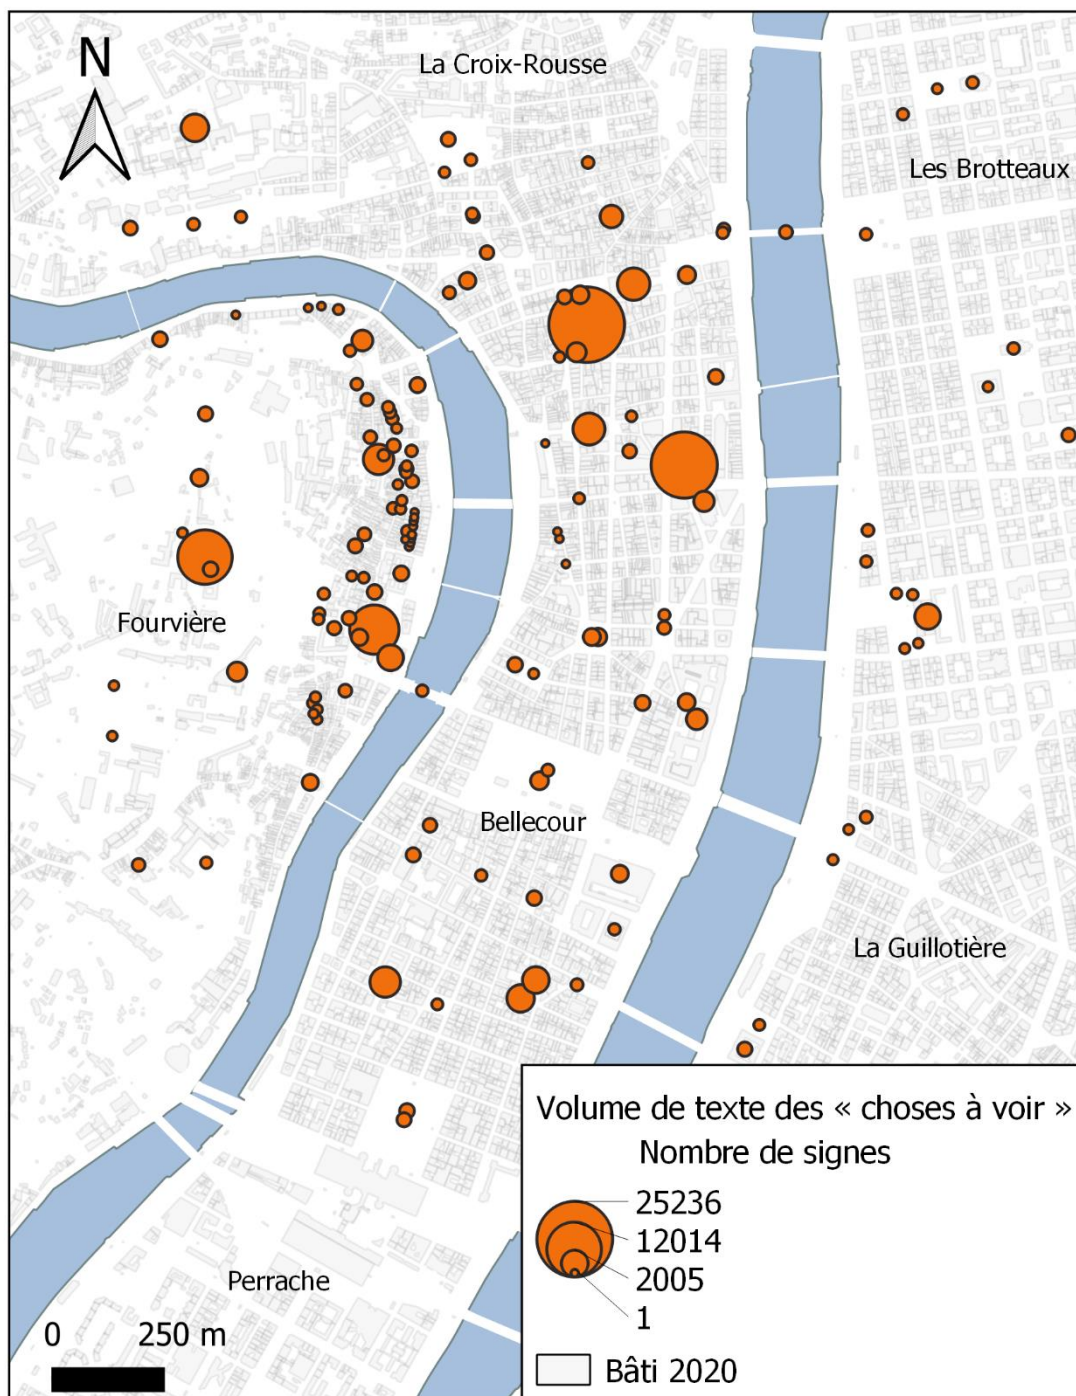 N
La Croix-Rousse
Les Brotteaux
Fourvière
Bellecour
La Guillotière
Perrache
0 250 m
Volume de texte des « choses à voir »
Nombre de signes
25236
12014
2005
1
Bâti 2020